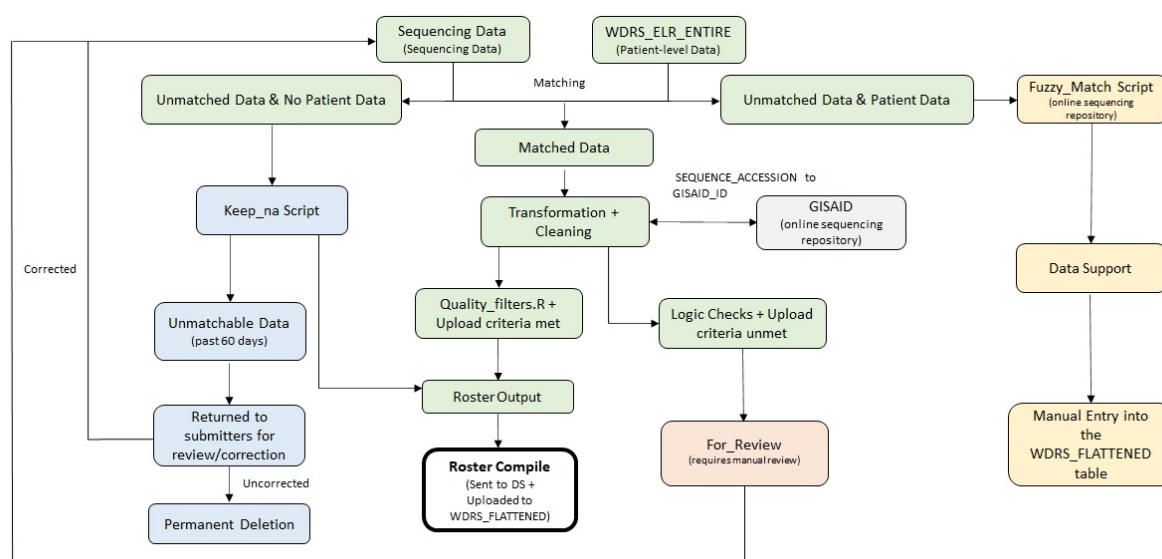 Sequencing Data
(Sequencing Data)
WDRS_ELR_ENTIRE
(Patient-level Data)
Matching
Unmatched Data & No Patient Data
Unmatched Data & Patient Data
Fuzzy_Match Script
(online sequencing
repository)
Matched Data
SEQUENCE_ACCESSION to
GISAID_ID
Keep_na Script
Transformation +
Cleaning
GISAID
(online sequencing
repository)
Corrected
Data Support
Quality_filters.R +
Upload criteria met
Logic Checks + Upload
criteria unmet
Unmatchable Data
(past 60 days)
Roster Output
Returned to
submitters for
review/correction
Manual Entry into
the
WDRS_FLATTENED
table
For_Review
(requires manual review)
Roster Compile
(Sent to DS +
Uploaded to
WDRS_FLATTENED)
Uncorrected
Permanent Deletion